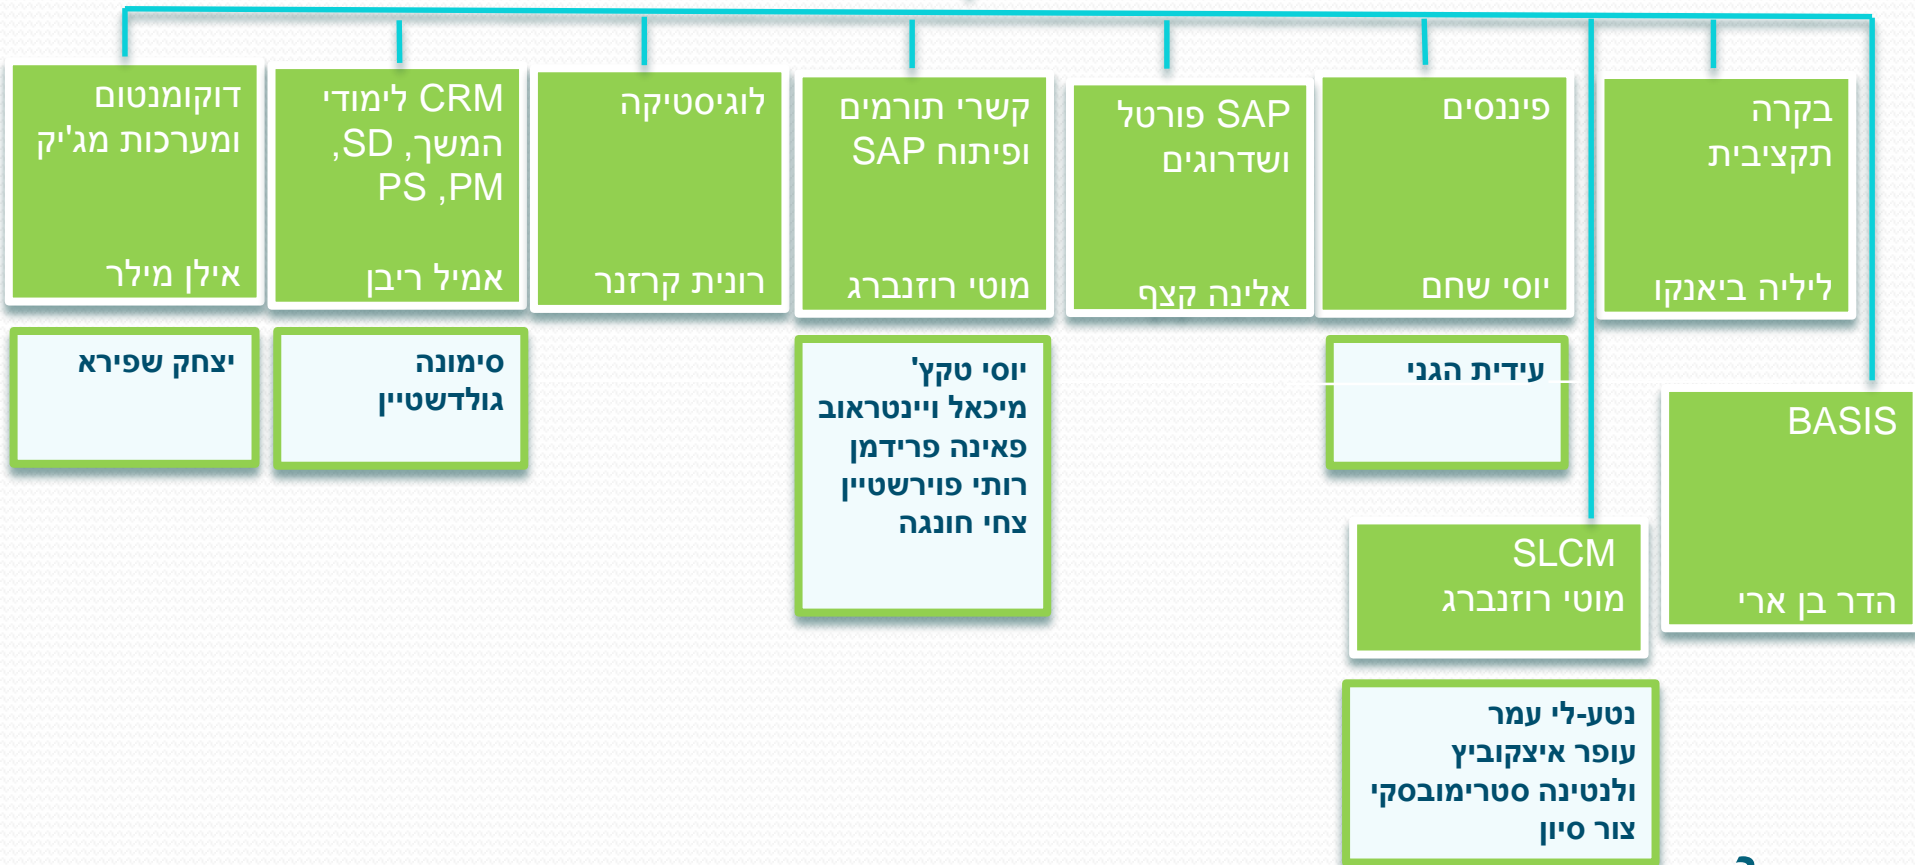 בקרה
תקציבית
ליליה ביאנקו
פיננסים
יוסי שחם
SAP פורטל
ושדרוגים
אלינה קצף
קשרי תורמים
ופיתוח SAP
מוטי רוזנברג
לוגיסטיקה
רונית קרזנר
CRM לימודי
המשך, SD,
PS ,PM
אמיל ריבן
דוקומנטום
ומערכות מג'יק
אילן מילר
עידית הגני
יוסי טקץ'
מיכאל ויינטראוב
פאינה פרידמן
רותי פוירשטיין
צחי חונגה
סימונה
גולדשטיין
יצחק שפירא
BASIS
הדר בן ארי
SLCM
מוטי רוזנברג
נטע-לי עמר
עופר איצקוביץ
ולנטינה סטרימובסקי
צור סיון